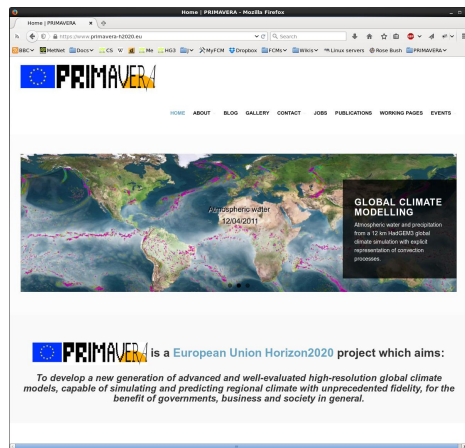 Home | PRIMAVERA - Mozilla Firefox
Home | PRIMAVERA
https://www.primavera-h2020.eu
Search
BBC MetNet Docs CS W Me HG3 MyFCM Dropbox FCMs Wikis Linux servers Rose Bush PRIMAVERA
PRIMAVERA
HOME ABOUT BLOG GALLERY CONTACT JOBS PUBLICATIONS WORKING PAGES EVENTS
Atmospheric water
12/04/2011
GLOBAL CLIMATE
MODELLING
Atmospheric water and precipitation
from a 12 km HadGEM3 global
climate simulation with explicit
representation of convection
processes.
PRIMAVERA is a European Union Horizon2020 project which aims:
To develop a new generation of advanced and well-evaluated high-resolution global climate
models, capable of simulating and predicting regional climate with unprecedented fidelity, for the
benefit of governments, business and society in general.